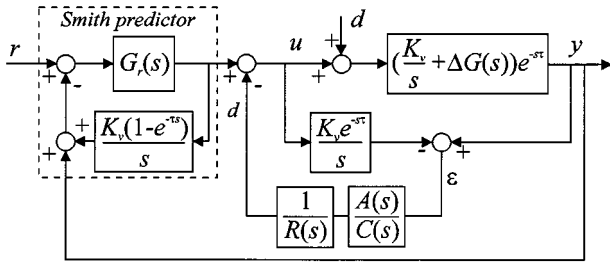 Smith predictor
r
+
-
G_r(s)
+
-
d
u
d
+
+
(K_v/s +ΔG(s))e^{-sτ}
y
+
+
K_v(1-e^{-τs})/s
K_v e^{-sτ}/s
-
+
ε
1/R(s)
A(s)/C(s)